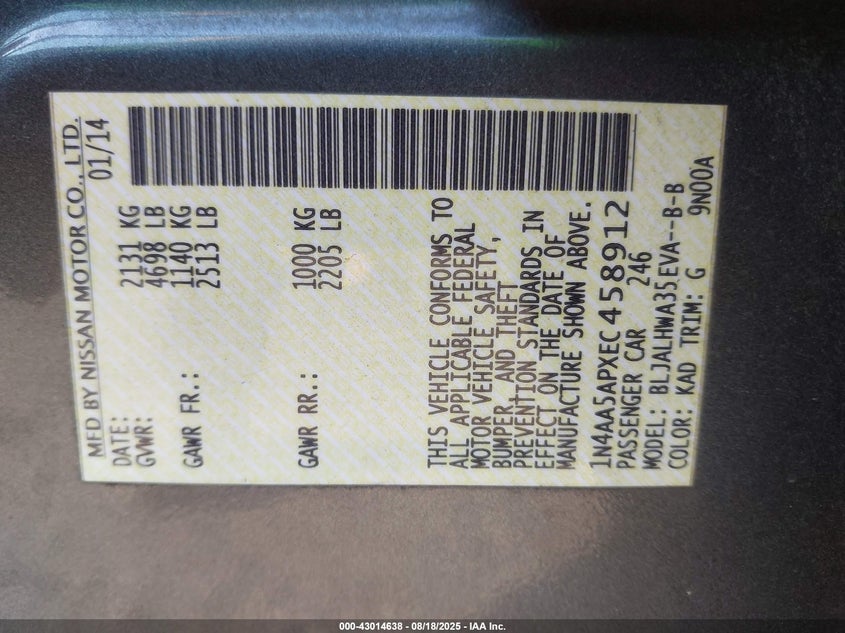 MFD BY NISSAN MOTOR CO., LTD.
DATE: 01/14
GVWR: 2131 KG
4698 LB
GAWR FR.: 1140 KG
2513 LB
GAWR RR.: 1000 KG
2205 LB
THIS VEHICLE CONFORMS TO
ALL APPLICABLE FEDERAL
MOTOR VEHICLE SAFETY,
BUMPER, AND THEFT
PREVENTION STANDARDS IN
EFFECT ON THE DATE OF
MANUFACTURE SHOWN ABOVE.
1N4AA5APXEC458912
PASSENGER CAR 246
MODEL: BLJALHWA35EVA--B-B
COLOR: KAD TRIM: G 9N00A
000-43014638 - 08/18/2025 - IAA Inc.